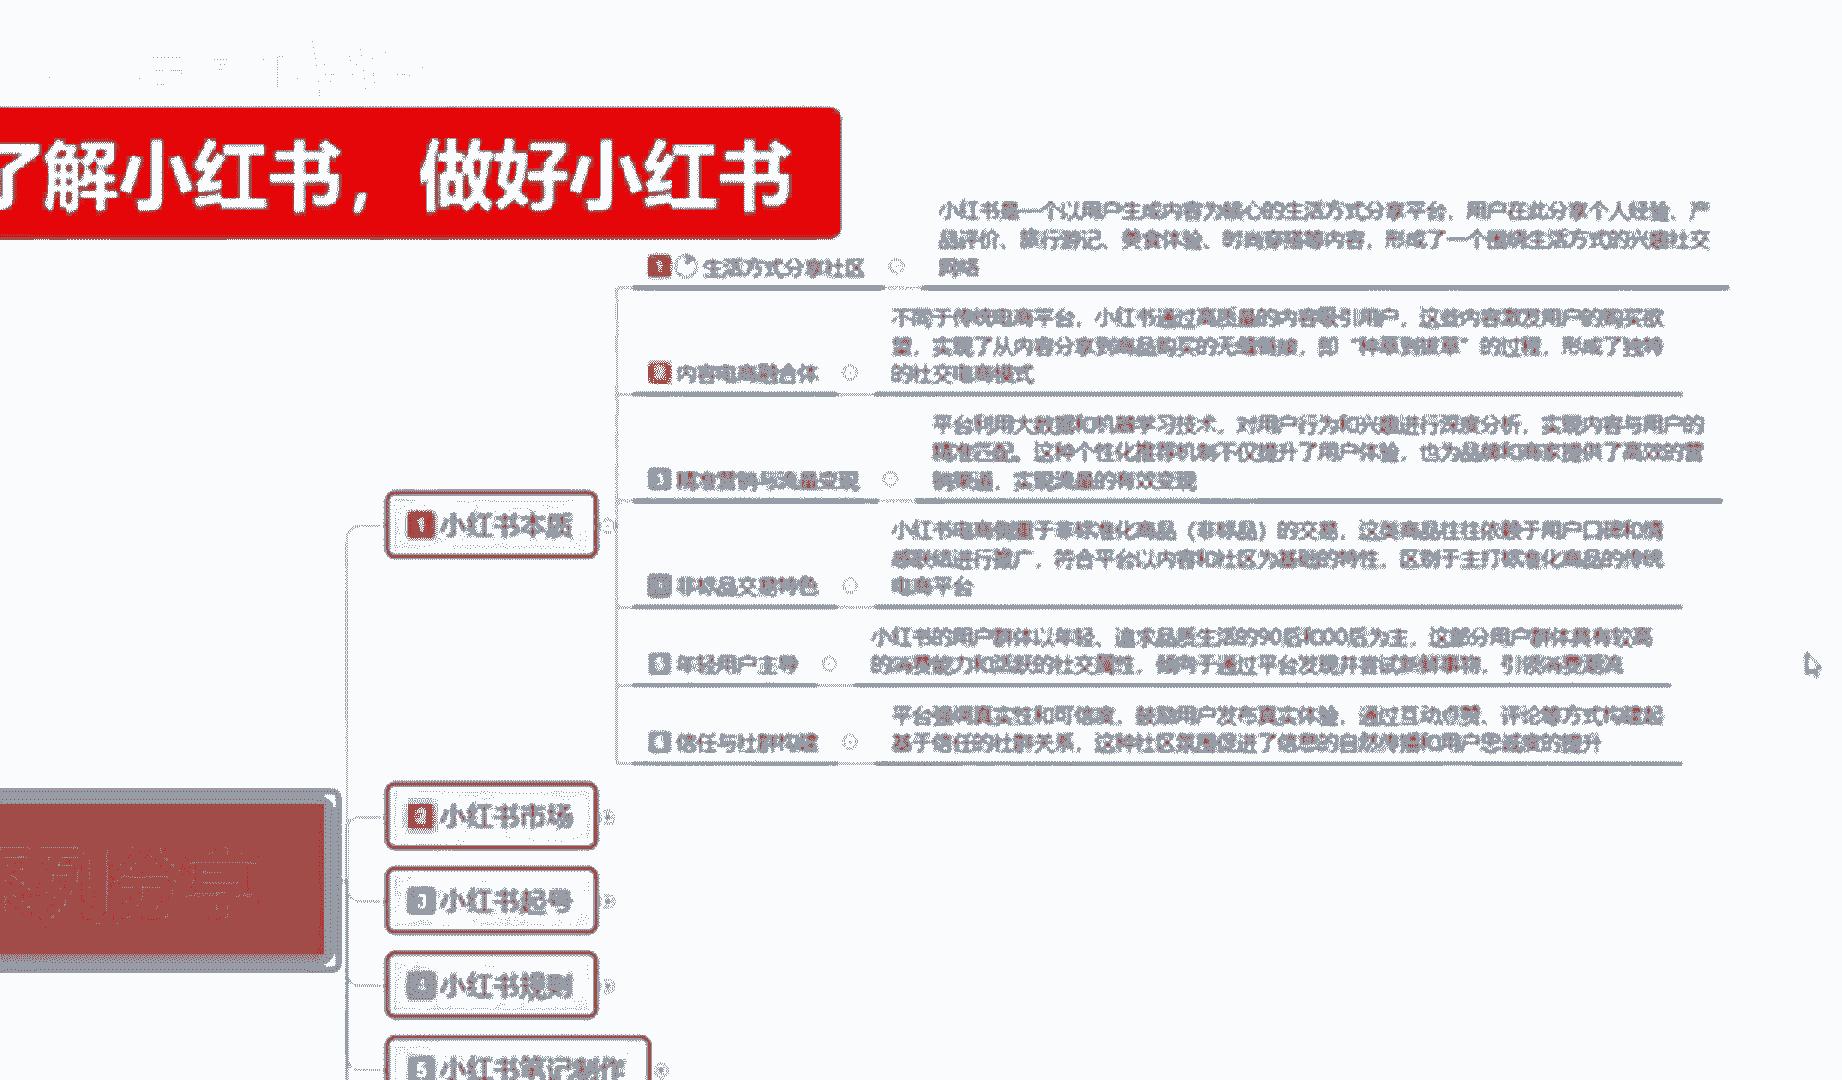 了解小红书，做好小红书
小红书是一个以用户生成内容为核心的生活方式分享平台，用户在此分享个人经验、产
品评价、旅行游记、美食体验、时尚穿搭等内容，形成了一个围绕生活方式的兴趣社交
网络
1 生活方式分享社区
不同于传统电商平台，小红书通过高质量的内容吸引用户，这些内容激发用户的购买欲
望，实现了从内容分享到商品购买的无缝链接，即“种草到拔草”的过程，形成了独特
的社交电商模式
2 内容电商融合体
平台利用大数据和机器学习技术，对用户行为和兴趣进行深度分析，实现内容与用户的
精准匹配。这种个性化推荐机制不仅提升了用户体验，也为品牌和商家提供了高效的营
销渠道，实现流量的有效变现
3 精准营销与流量变现
1 小红书本质
小红书电商侧重于非标准化商品（非标品）的交易，这类商品往往依赖于用户口碑和情
进行推广，符合平台以内容和社区为基础的特性，区别于主打标准化商品的传统
电商平台
4 非标品交易特色
小红书的用户群体以年轻、追求品质生活的90后和00后为主，这部分用户群体具有较高
的消费能力和活跃的社交属性，倾向于通过平台发现并尝试新鲜事物，引领消费潮流
5 年轻用户主导
平台强调真实性和可信度，鼓励用户发布真实体验，通过互动点赞、评论等方式构建起
基于信任的社群关系，这种社区氛围促进了信息的自然传播和用户忠诚度的提升
6 信任与社群构建
2 小红书市场
系列分享
3 小红书起号
4 小红书规则
5 小红书笔记制作